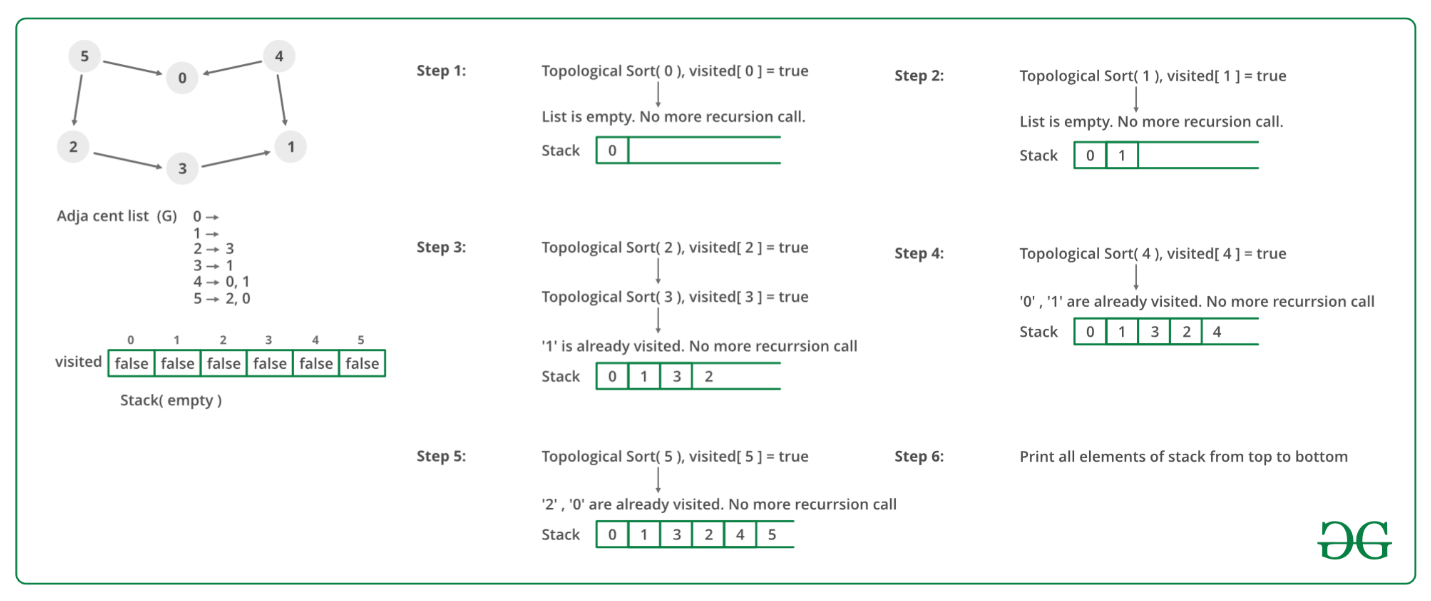 5
4
0
2
1
3
Adja cent list (G) 0 →
1 →
2 → 3
3 → 1
4 → 0, 1
5 → 2, 0
0 1 2 3 4 5
visited false false false false false false
Stack( empty )
Step 1: Topological Sort( 0 ), visited[ 0 ] = true
List is empty. No more recursion call.
Stack 0
Step 2: Topological Sort( 1 ), visited[ 1 ] = true
List is empty. No more recursion call.
Stack 0 1
Step 3: Topological Sort( 2 ), visited[ 2 ] = true
Topological Sort( 3 ), visited[ 3 ] = true
'1' is already visited. No more recurrsion call
Stack 0 1 3 2
Step 4: Topological Sort( 4 ), visited[ 4 ] = true
'0' , '1' are already visited. No more recurrsion call
Stack 0 1 3 2 4
Step 5: Topological Sort( 5 ), visited[ 5 ] = true
'2' , '0' are already visited. No more recurrsion call
Stack 0 1 3 2 4 5
Step 6: Print all elements of stack from top to bottom